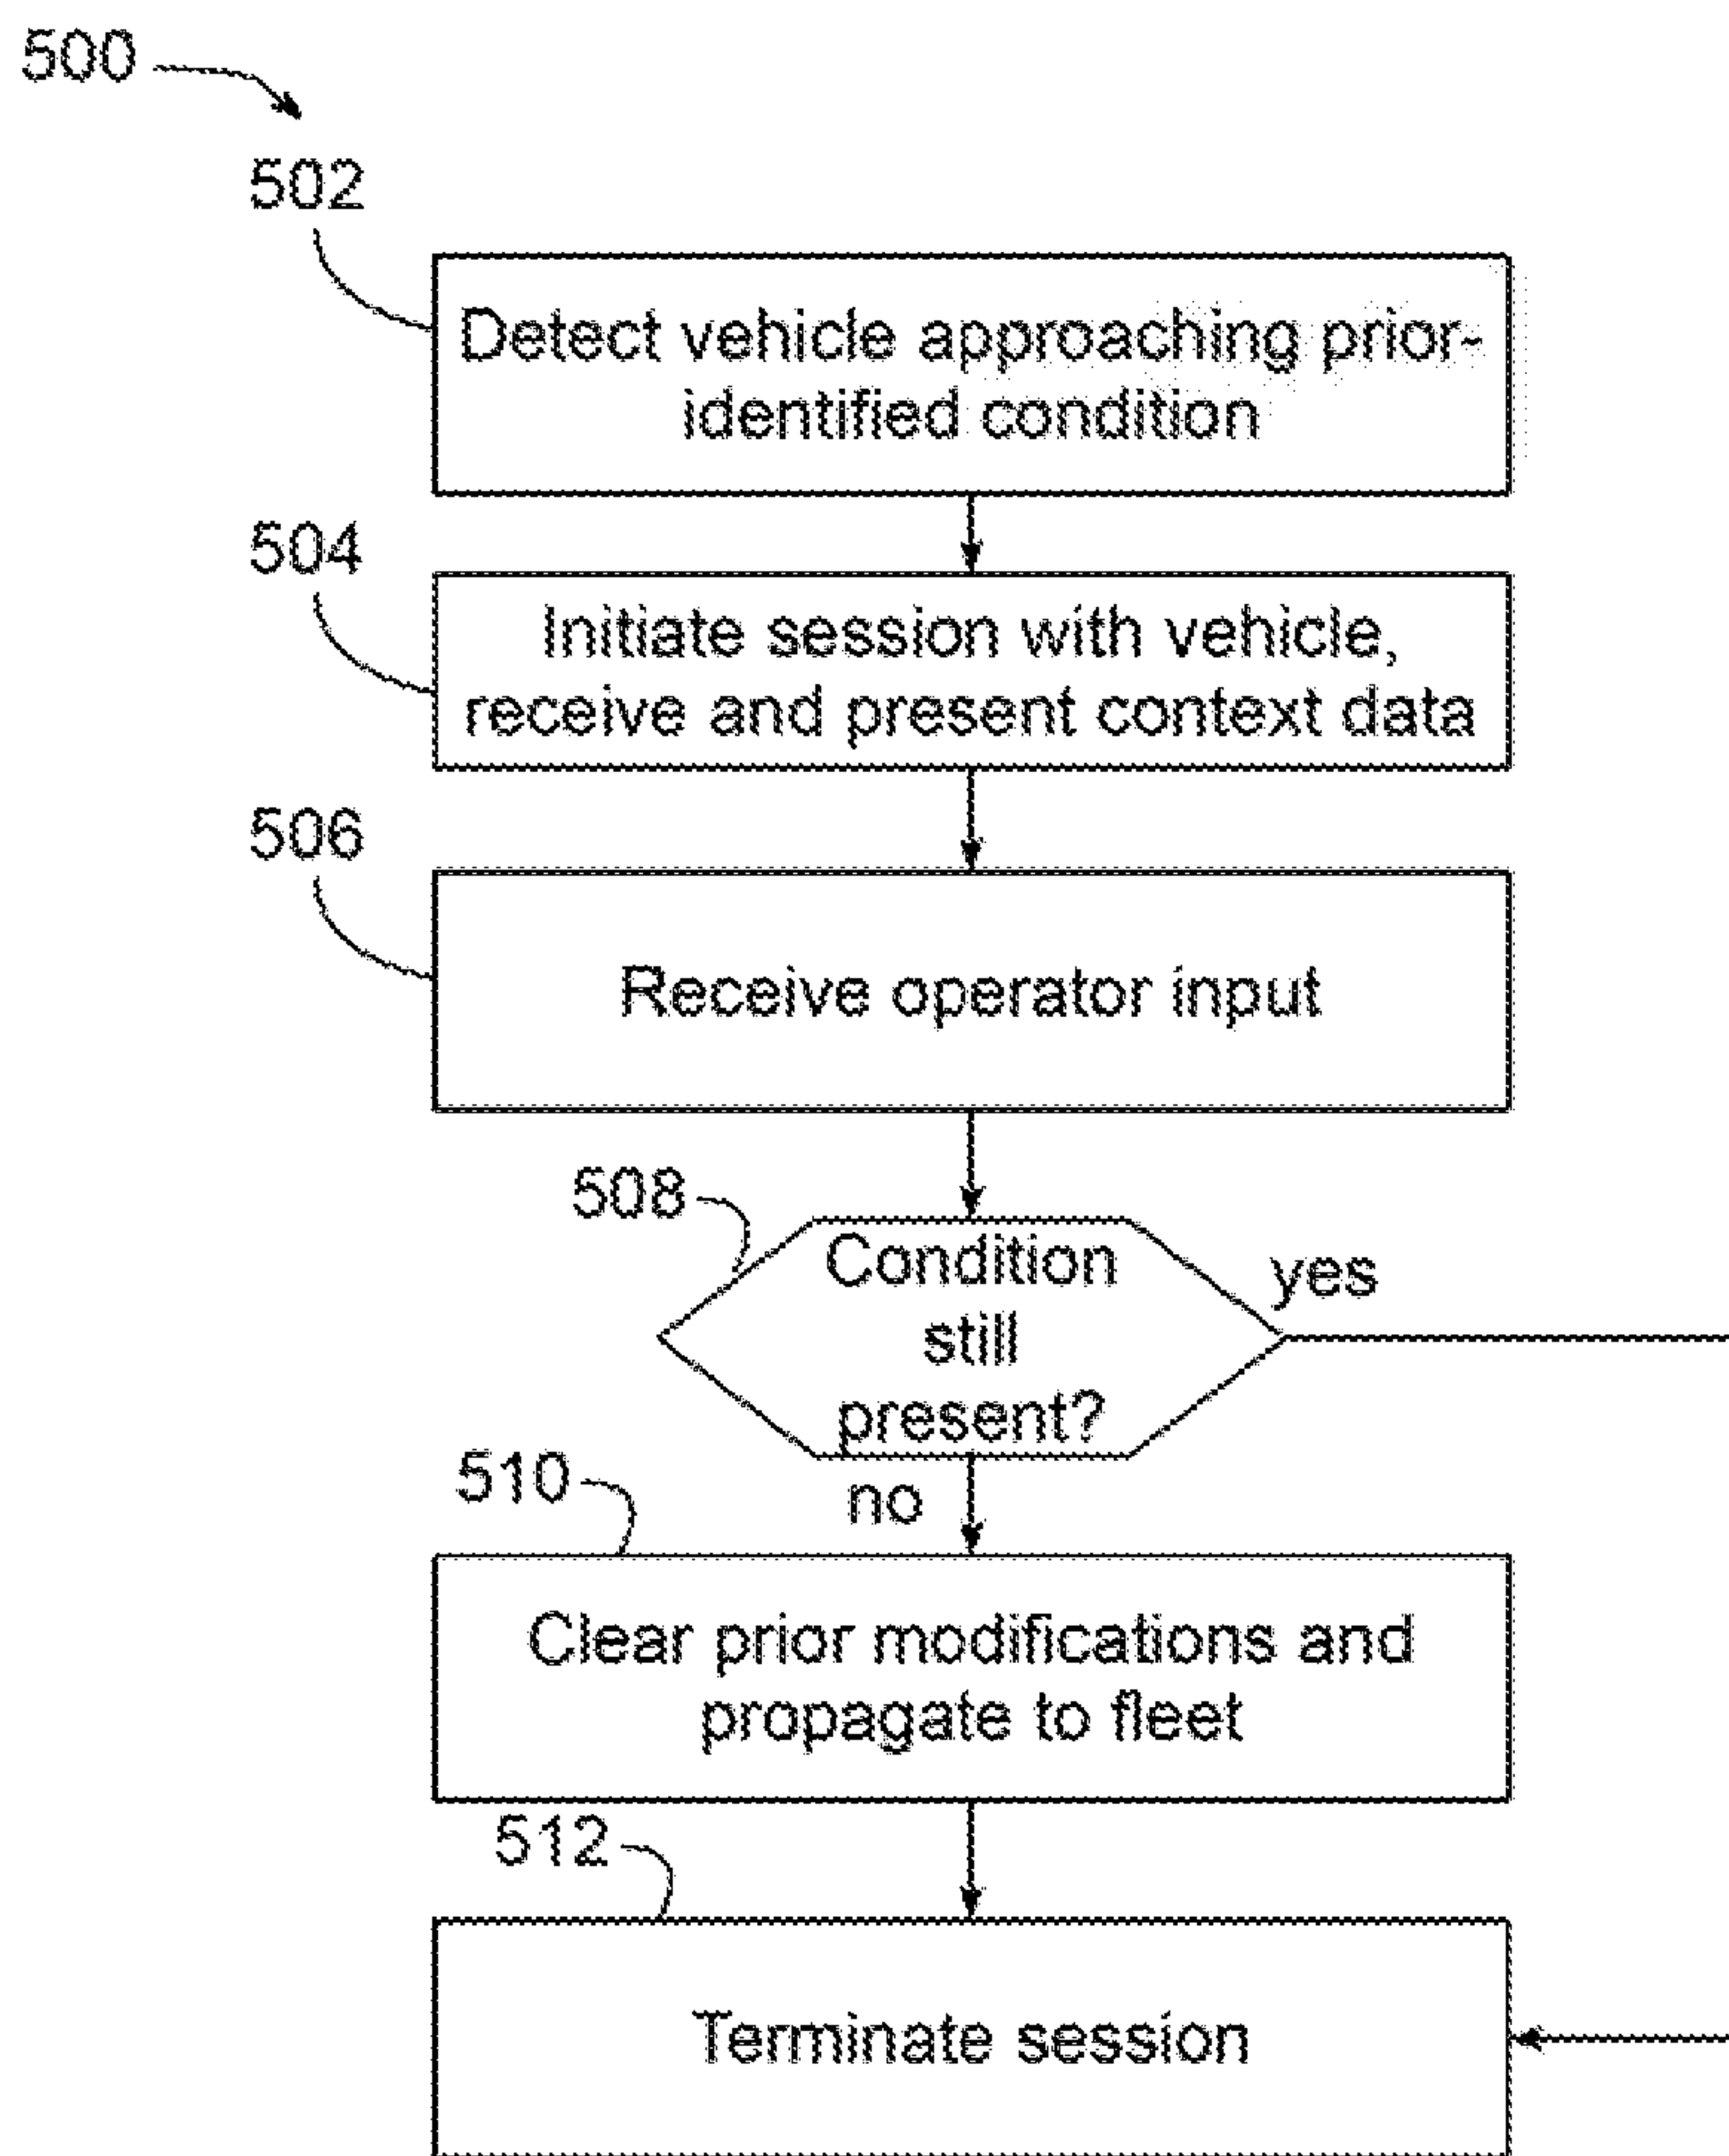 500
502
Detect vehicle approaching prior-
identified condition
504
Initiate session with vehicle,
receive and present context data
506
Receive operator input
508
Condition
still
present?
yes
no
510
Clear prior modifications and
propagate to fleet
512
Terminate session